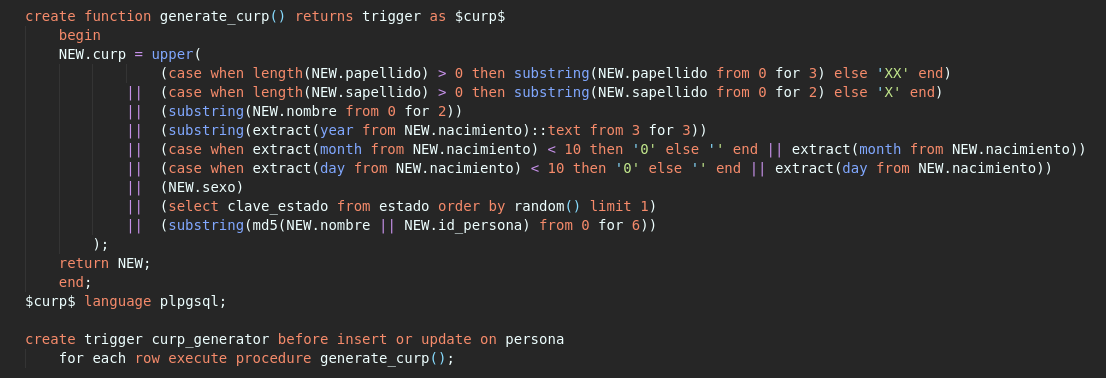 create function generate_curp() returns trigger as $curp$
begin
NEW.curp = upper(
(case when length(NEW.papellido) > 0 then substring(NEW.papellido from 0 for 3) else 'XX' end)
|| (case when length(NEW.sapellido) > 0 then substring(NEW.sapellido from 0 for 2) else 'X' end)
|| (substring(NEW.nombre from 0 for 2))
|| (substring(extract(year from NEW.nacimiento)::text from 3 for 3))
|| (case when extract(month from NEW.nacimiento) < 10 then '0' else '' end || extract(month from NEW.nacimiento))
|| (case when extract(day from NEW.nacimiento) < 10 then '0' else '' end || extract(day from NEW.nacimiento))
|| (NEW.sexo)
|| (select clave_estado from estado order by random() limit 1)
|| (substring(md5(NEW.nombre || NEW.id_persona) from 0 for 6))
);
return NEW;
end;
$curp$ language plpgsql;
create trigger curp_generator before insert or update on persona
for each row execute procedure generate_curp();